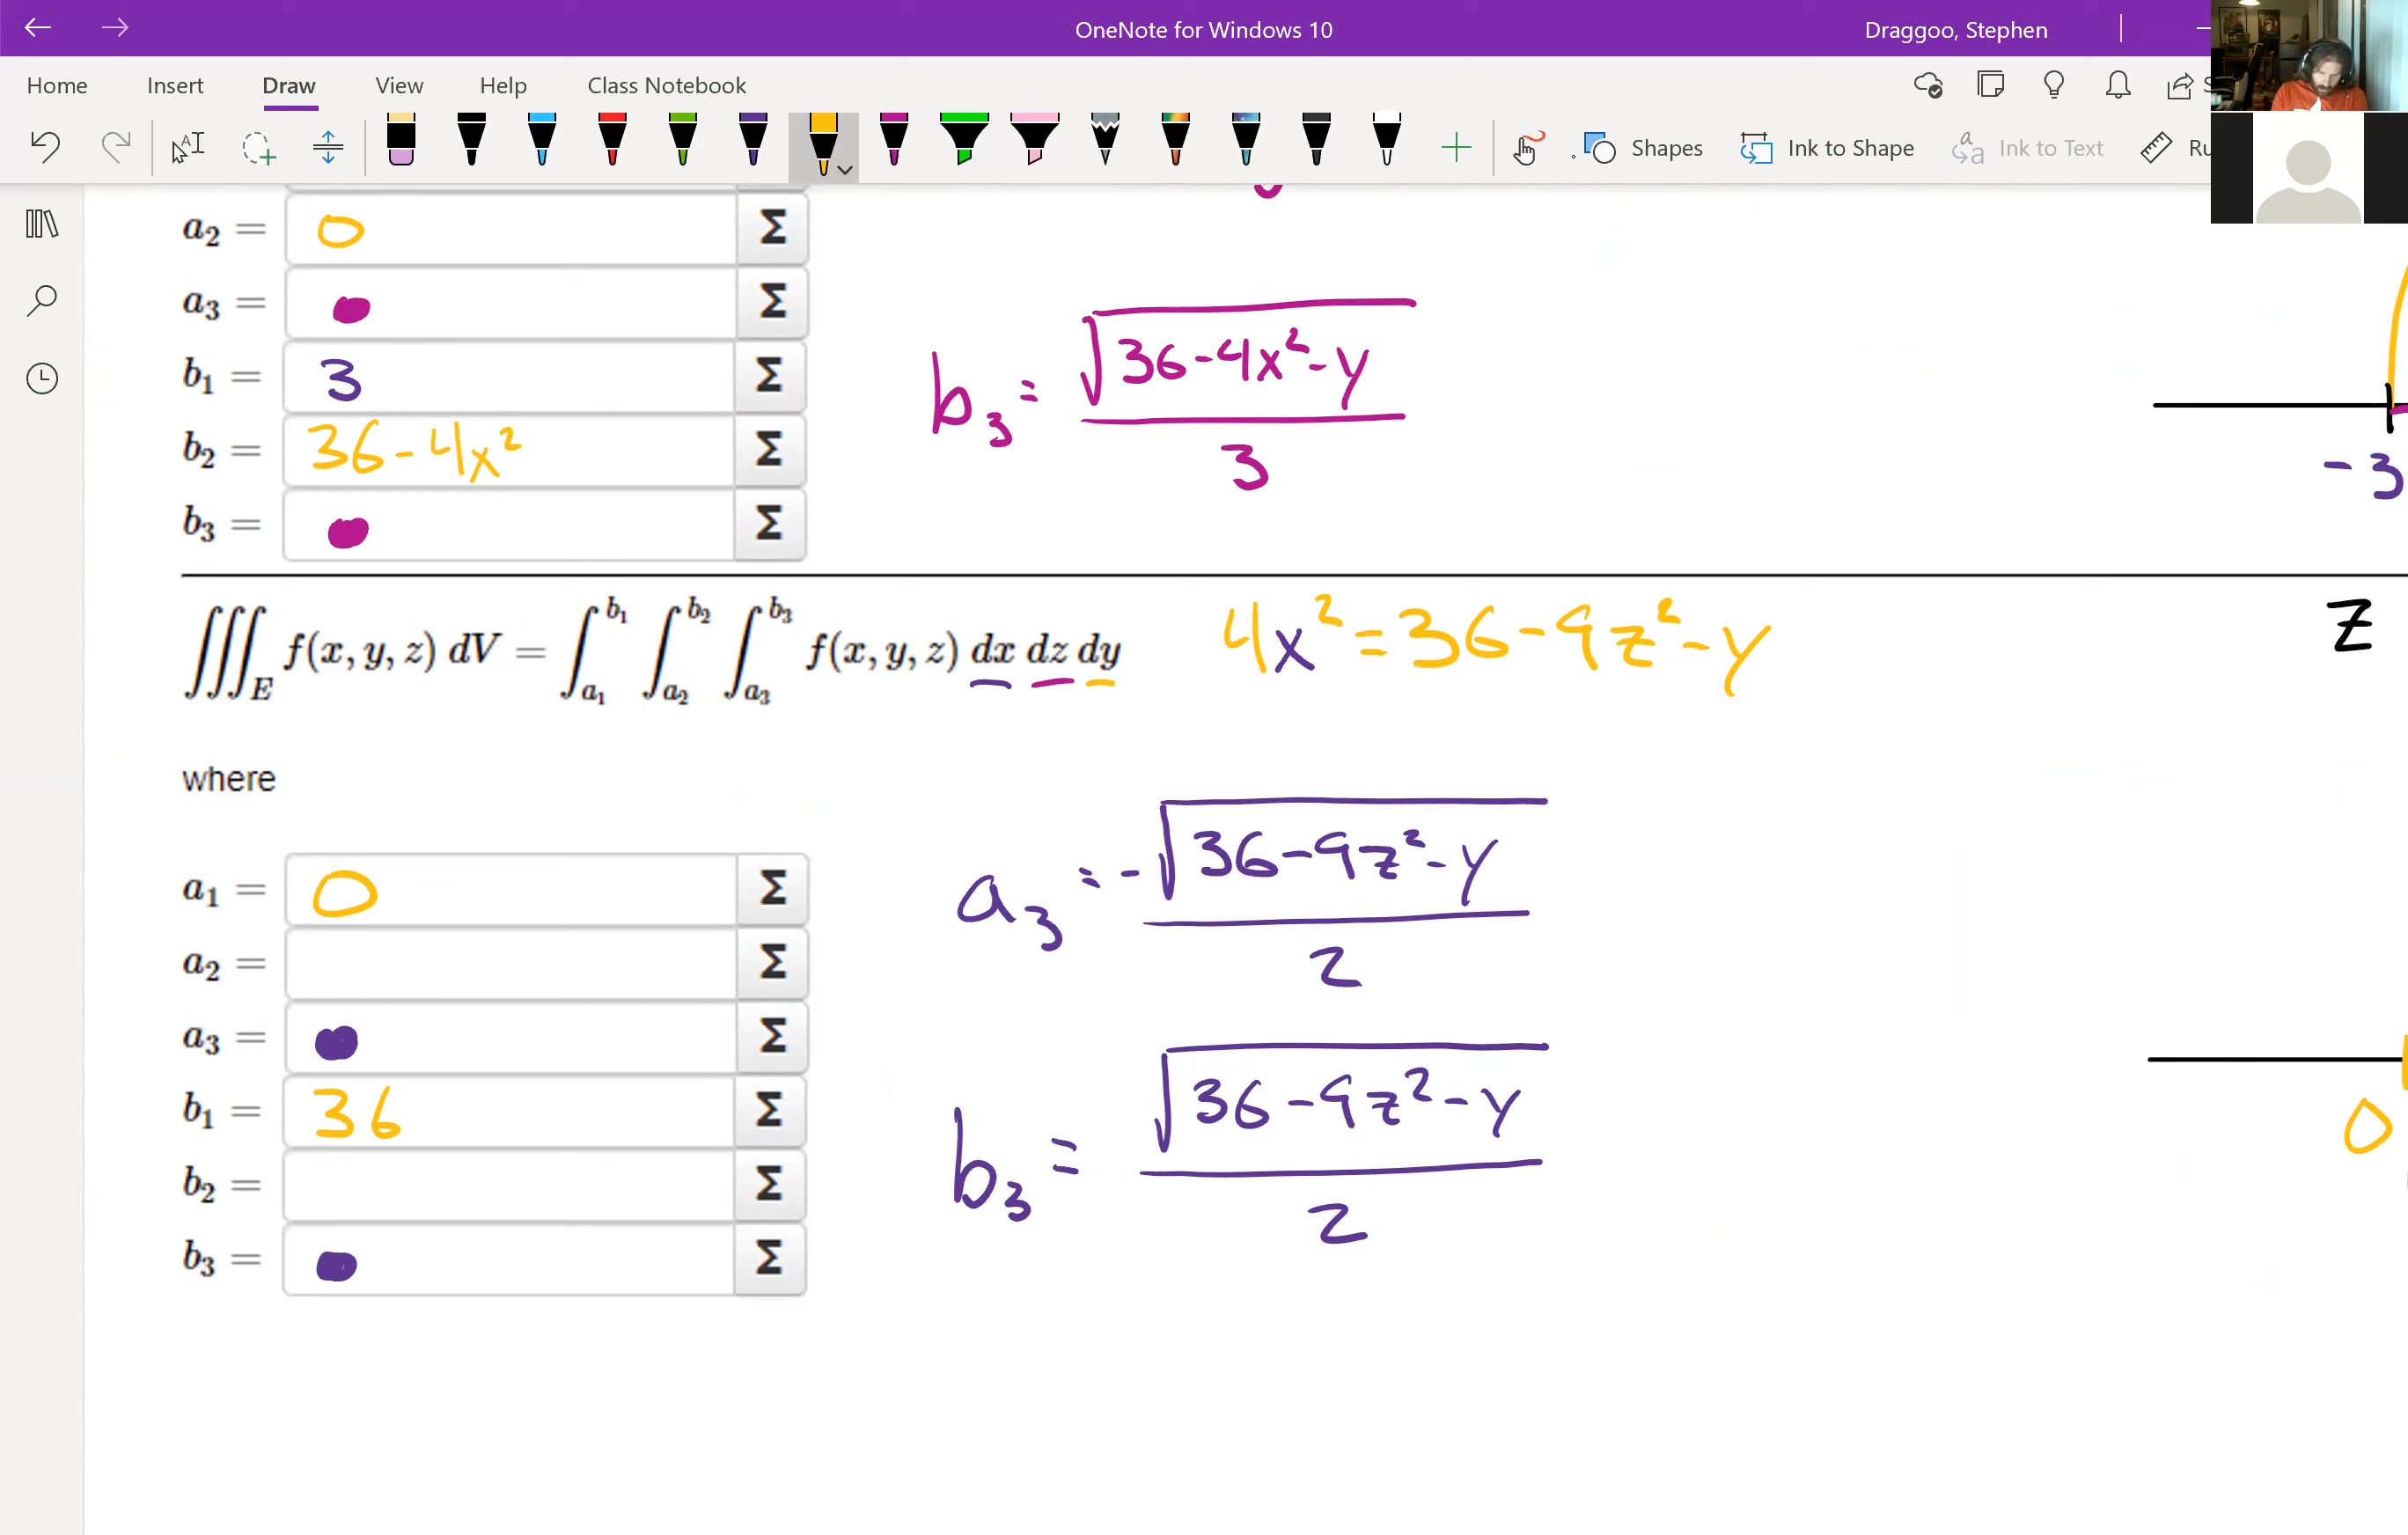 OneNote for Windows 10
Draggoo, Stephen
Home Insert Draw View Help Class Notebook
Shapes Ink to Shape Ink to Text Ru
a₂ = 0 Σ
a₃ = Σ
b₁ = 3 Σ
b₂ = 36 - 4x² Σ
b₃ = Σ
b₃ = √(36 - 4x² - y) / 3
-3
∭_E f(x, y, z) dV = ∫_{a₁}^{b₁} ∫_{a₂}^{b₂} ∫_{a₃}^{b₃} f(x, y, z) dx dz dy
4x² = 36 - 9z² - y
z
where
a₁ = 0 Σ
a₂ = Σ
a₃ = Σ
b₁ = 36 Σ
b₂ = Σ
b₃ = Σ
a₃ = -√(36 - 9z² - y) / 2
b₃ = √(36 - 9z² - y) / 2
0